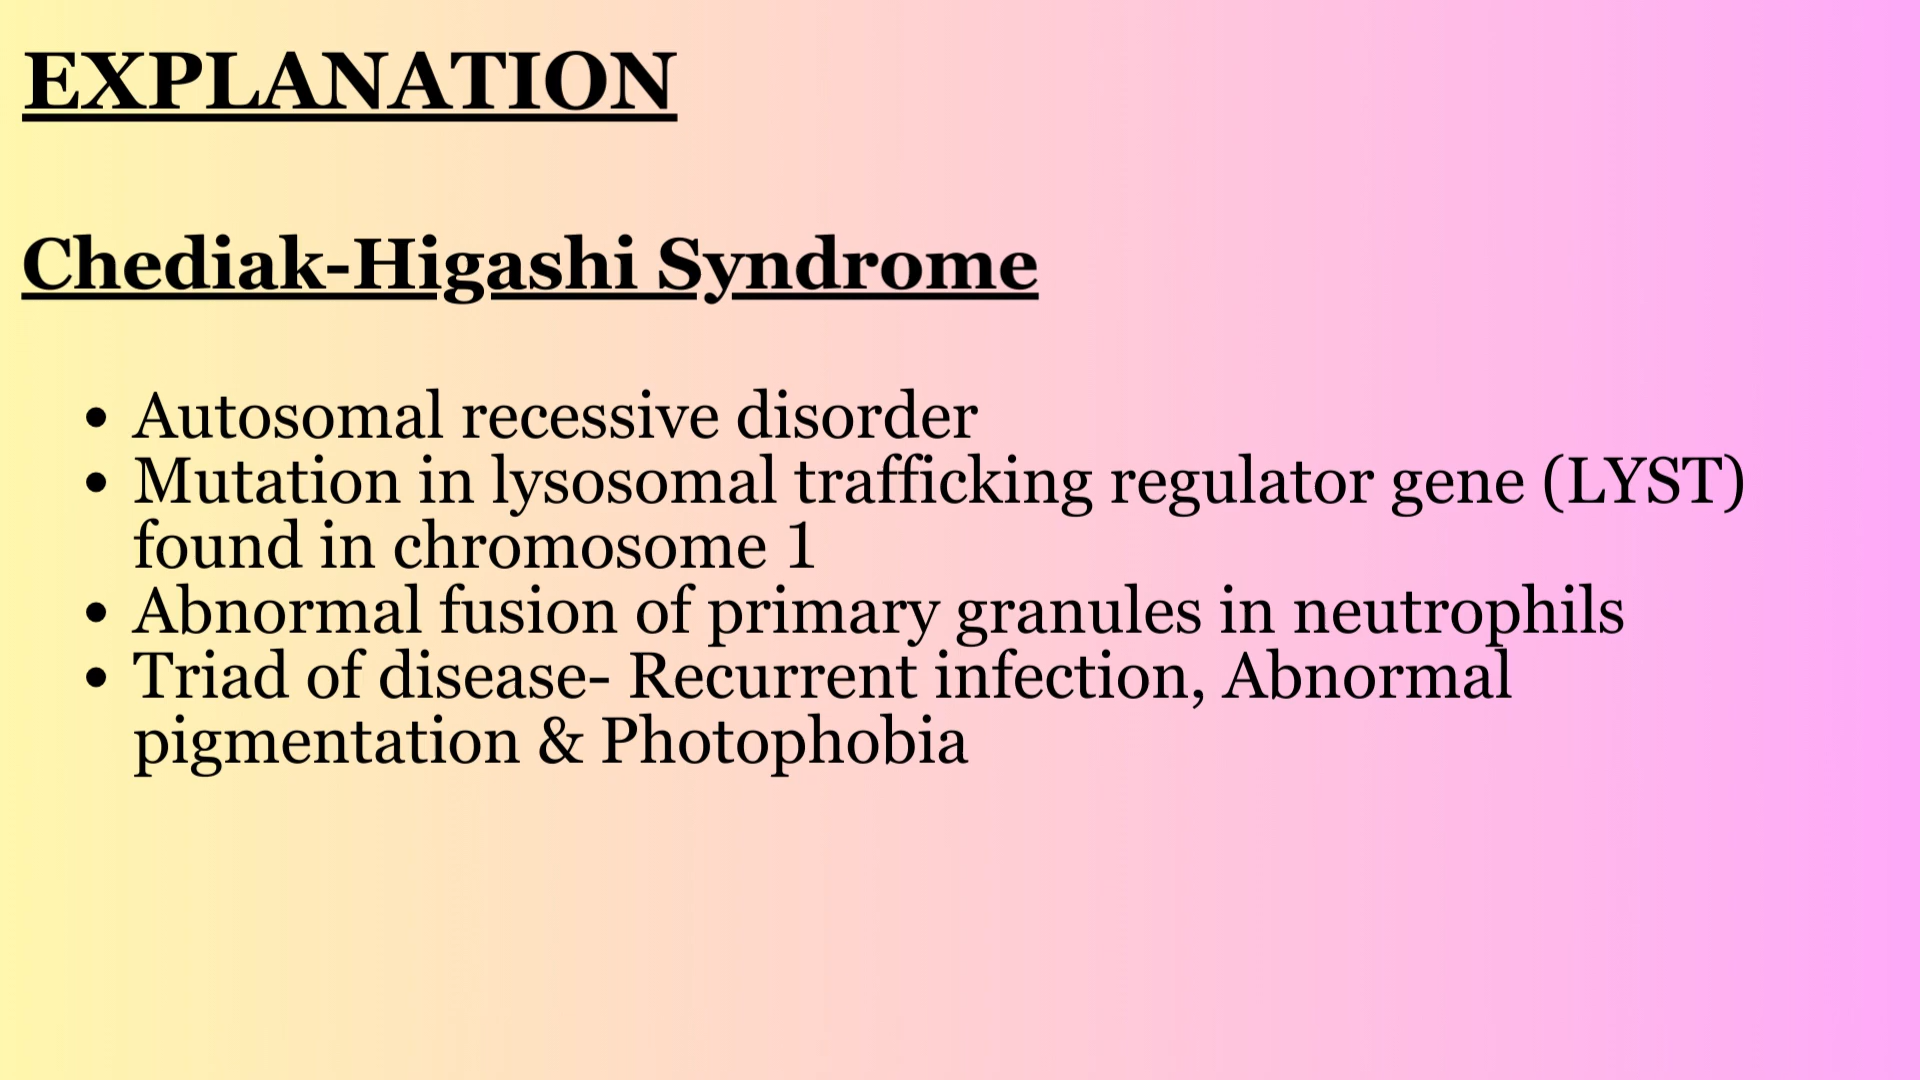 EXPLANATION
Chediak-Higashi Syndrome
• Autosomal recessive disorder
• Mutation in lysosomal trafficking regulator gene (LYST)
found in chromosome 1
• Abnormal fusion of primary granules in neutrophils
• Triad of disease- Recurrent infection, Abnormal
pigmentation & Photophobia